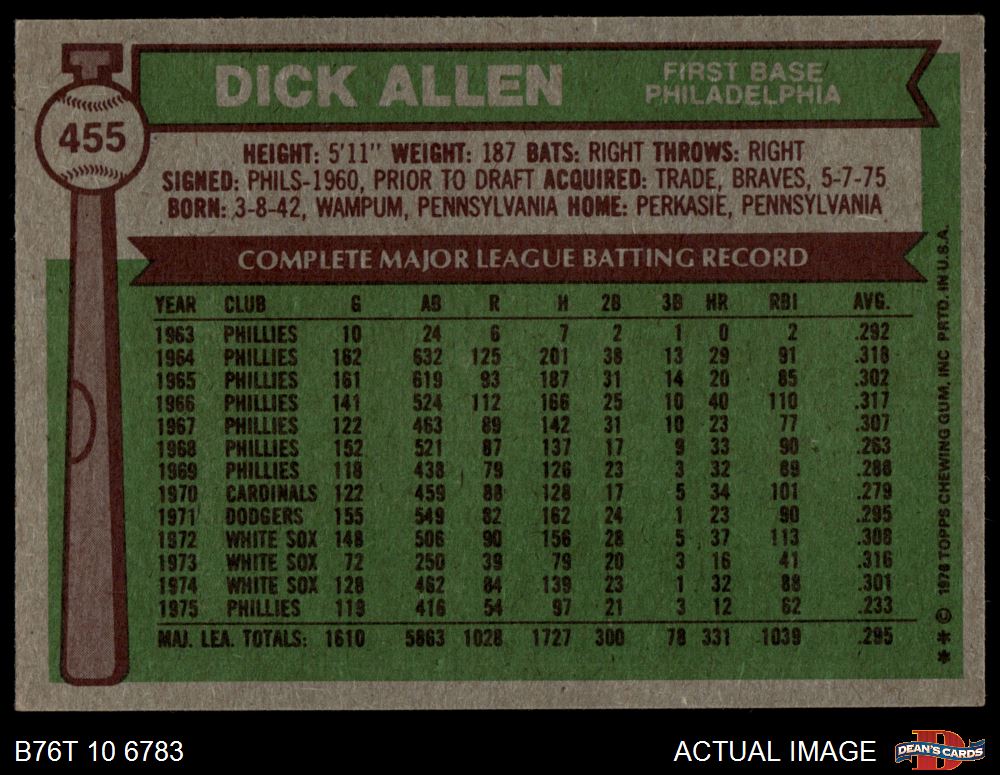 DICK ALLEN
FIRST BASE
PHILADELPHIA
455
HEIGHT: 5'11" WEIGHT: 187 BATS: RIGHT THROWS: RIGHT
SIGNED: PHILS-1960, PRIOR TO DRAFT ACQUIRED: TRADE, BRAVES, 5-7-75
BORN: 3-8-42, WAMPUM, PENNSYLVANIA HOME: PERKASIE, PENNSYLVANIA
COMPLETE MAJOR LEAGUE BATTING RECORD
YEAR CLUB G AB R H 2B 3B HR RBI AVG.
1963 PHILLIES 10 24 6 7 2 1 0 2 .292
1964 PHILLIES 162 632 125 201 38 13 29 91 .318
1965 PHILLIES 161 619 93 187 31 14 20 85 .302
1966 PHILLIES 141 524 112 166 25 10 40 110 .317
1967 PHILLIES 122 463 89 142 31 10 23 77 .307
1968 PHILLIES 152 521 87 137 17 9 33 90 .263
1969 PHILLIES 118 438 79 126 23 3 32 89 .288
1970 CARDINALS 122 459 88 128 17 5 34 101 .279
1971 DODGERS 155 549 82 162 24 1 23 90 .295
1972 WHITE SOX 148 506 90 156 28 5 37 113 .308
1973 WHITE SOX 72 250 39 79 20 3 16 41 .316
1974 WHITE SOX 128 462 84 139 23 1 32 88 .301
1975 PHILLIES 119 416 54 97 21 3 12 62 .233
MAJ. LEA. TOTALS: 1610 5863 1028 1727 300 78 331 1039 .295
** © 1976 TOPPS CHEWING GUM, INC PRTD. IN U.S.A.
B76T 10 6783
ACTUAL IMAGE
DEAN'S CARDS